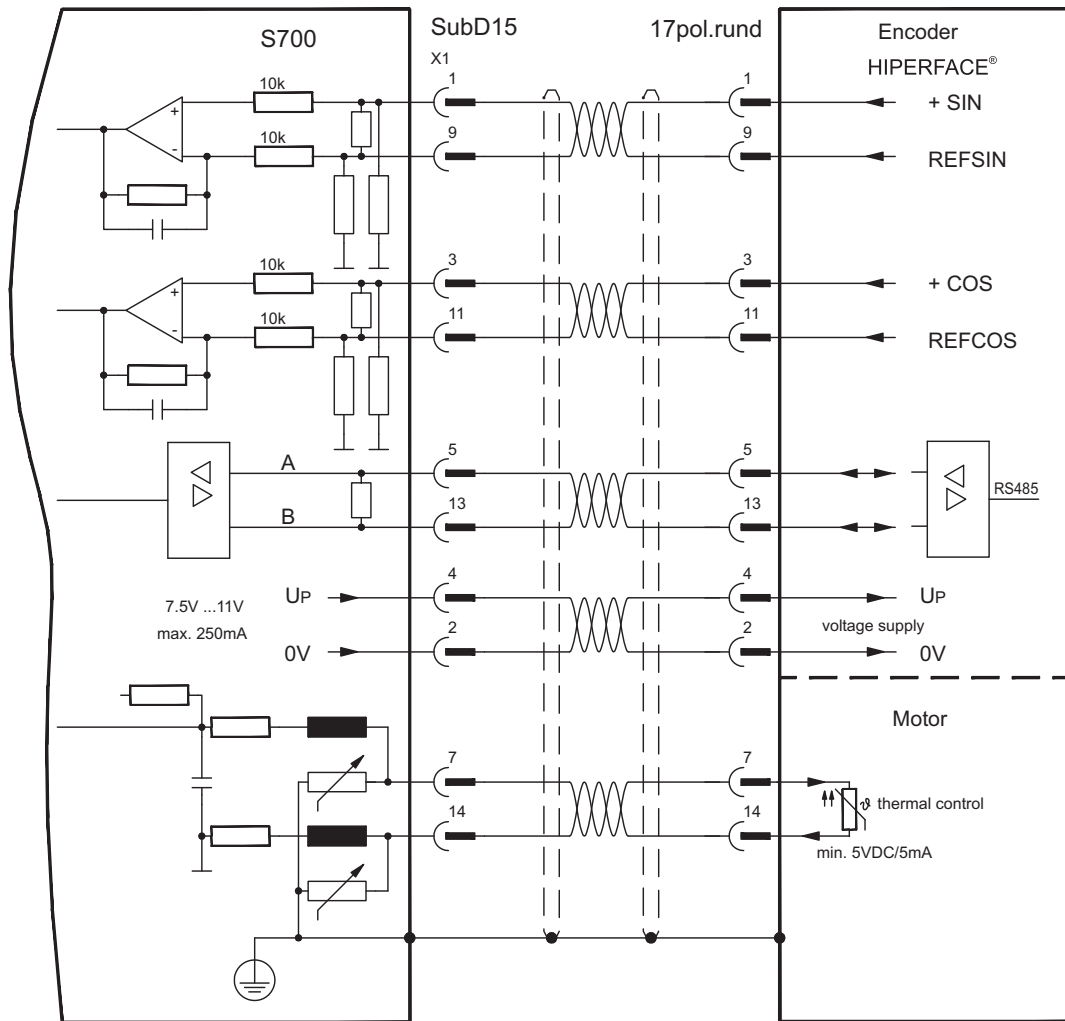 S700
SubD15
17pol.rund
Encoder
HIPERFACE®
X1
10k
1
1
+ SIN
+
-
10k
9
9
REFSIN
10k
3
3
+ COS
+
-
10k
11
11
REFCOS
A
5
5
RS485
B
13
13
7.5V ...11V
max. 250mA
UP
4
4
UP
voltage supply
0V
2
2
0V
Motor
7
7
ϑ thermal control
14
14
min. 5VDC/5mA